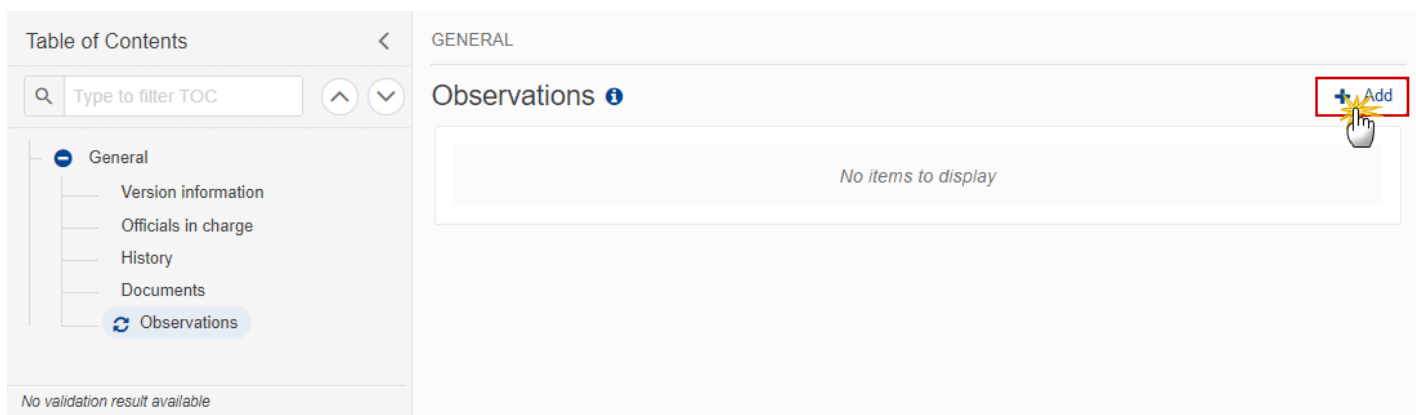 Table of Contents
Type to filter TOC
General
Version information
Officials in charge
History
Documents
Observations
No validation result available
GENERAL
Observations
Add
No items to display